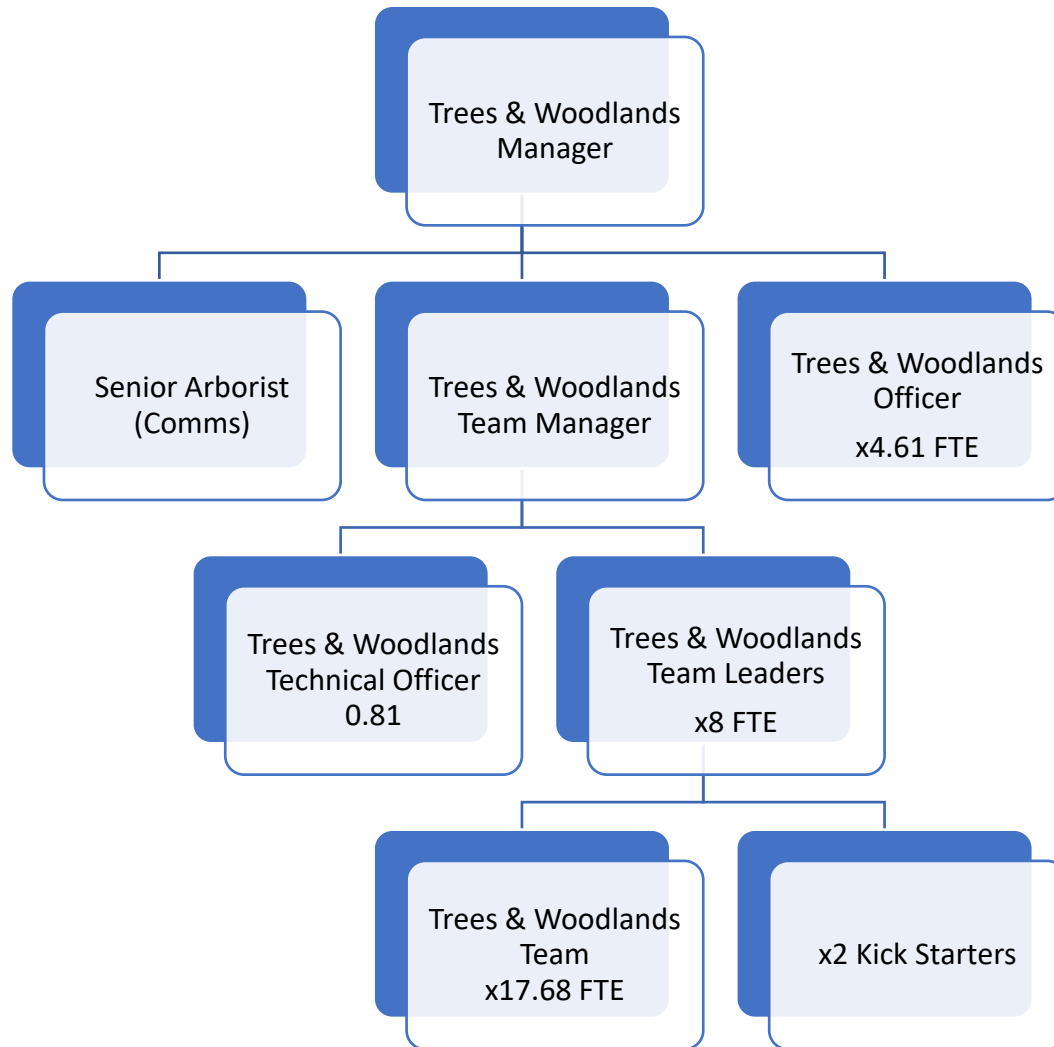 Trees & Woodlands
Manager
Senior Arborist
(Comms)
Trees & Woodlands
Team Manager
Trees & Woodlands
Officer
x4.61 FTE
Trees & Woodlands
Technical Officer
0.81
Trees & Woodlands
Team Leaders
x8 FTE
Trees & Woodlands
Team
x17.68 FTE
x2 Kick Starters